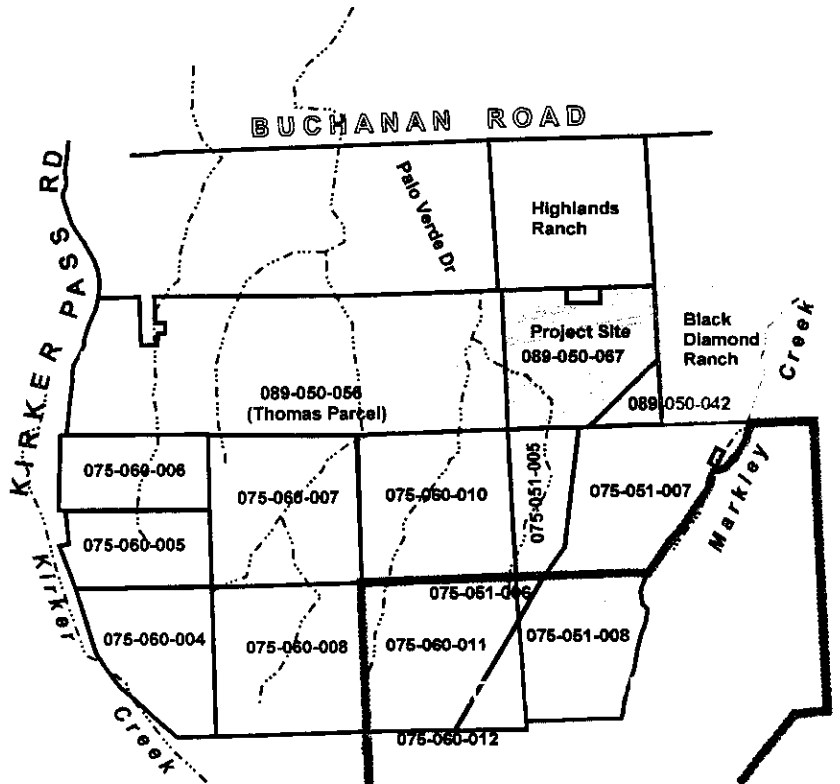 BUCHANAN ROAD
KIRKER PASS RD
Palo Verde Dr
Highlands
Ranch
Project Site
089-050-067
Black
Diamond
Ranch
Creek
089-050-056
(Thomas Parcel)
089-050-042
075-060-006
075-060-007
075-060-010
075-051-005
075-051-007
Markley
075-060-005
Kirker
075-051-006
075-060-004
075-060-008
075-060-011
075-051-008
Creek
075-060-012